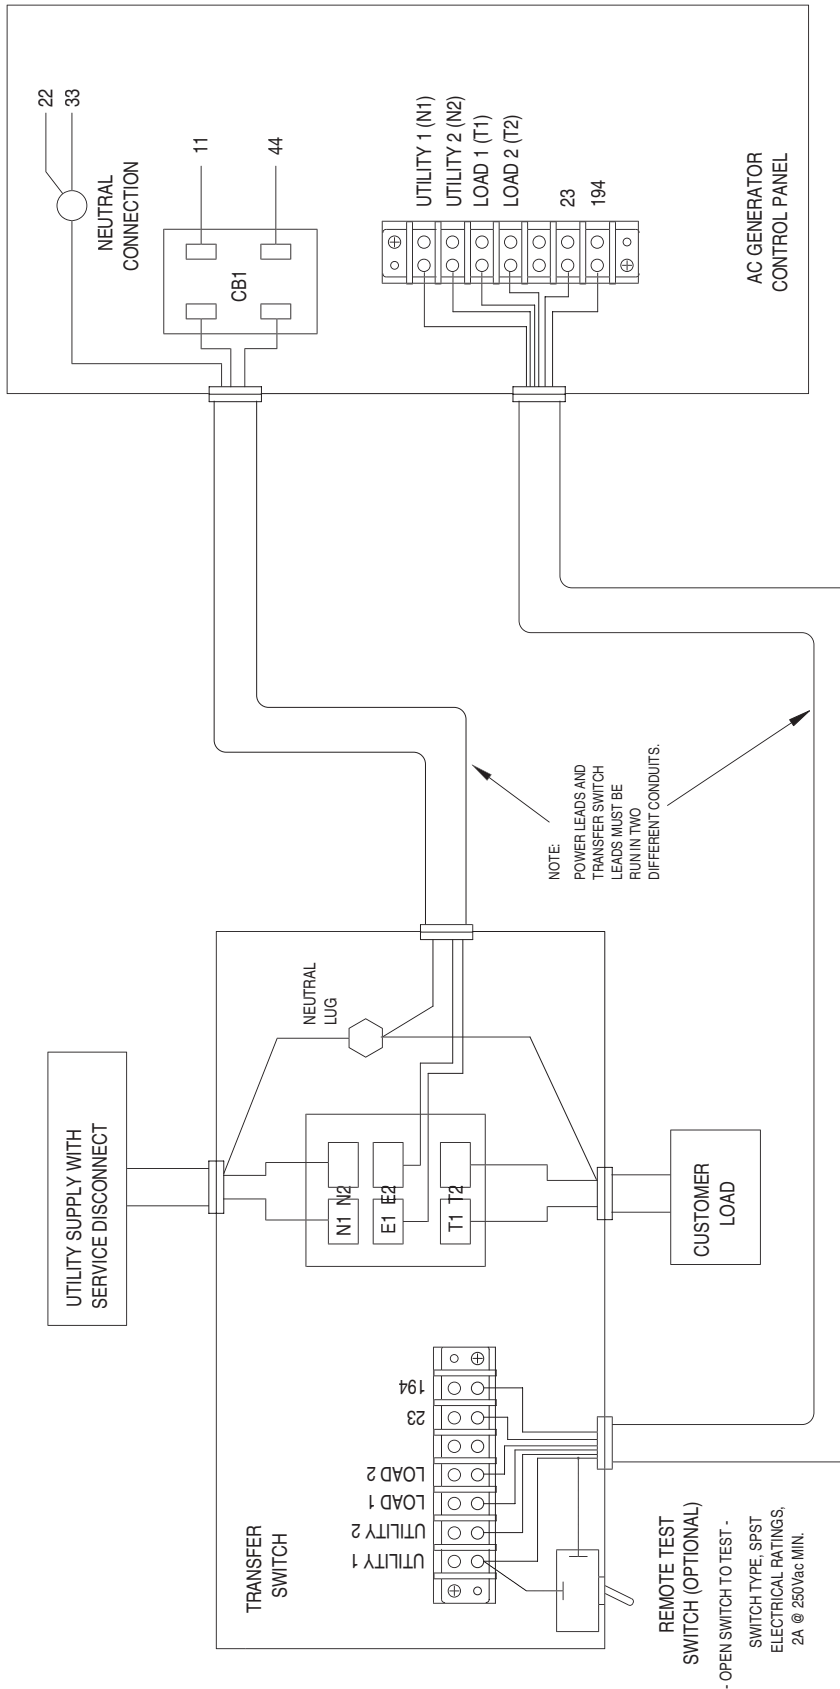 22
33
NEUTRAL
CONNECTION
11
44
CB1
UTILITY 1 (N1)
UTILITY 2 (N2)
LOAD 1 (T1)
LOAD 2 (T2)
23
194
AC GENERATOR
CONTROL PANEL
NOTE:
POWER LEADS AND
TRANSFER SWITCH
LEADS MUST BE
RUN IN TWO
DIFFERENT CONDUITS.
UTILITY SUPPLY WITH
SERVICE DISCONNECT
NEUTRAL
LUG
N1 N2
E1 E2
T1 T2
CUSTOMER
LOAD
TRANSFER
SWITCH
194
23
LOAD 2
LOAD 1
UTILITY 2
UTILITY 1
REMOTE TEST
SWITCH (OPTIONAL)
- OPEN SWITCH TO TEST -
SWITCH TYPE, SPST
ELECTRICAL RATINGS,
2A @ 250Vac MIN.